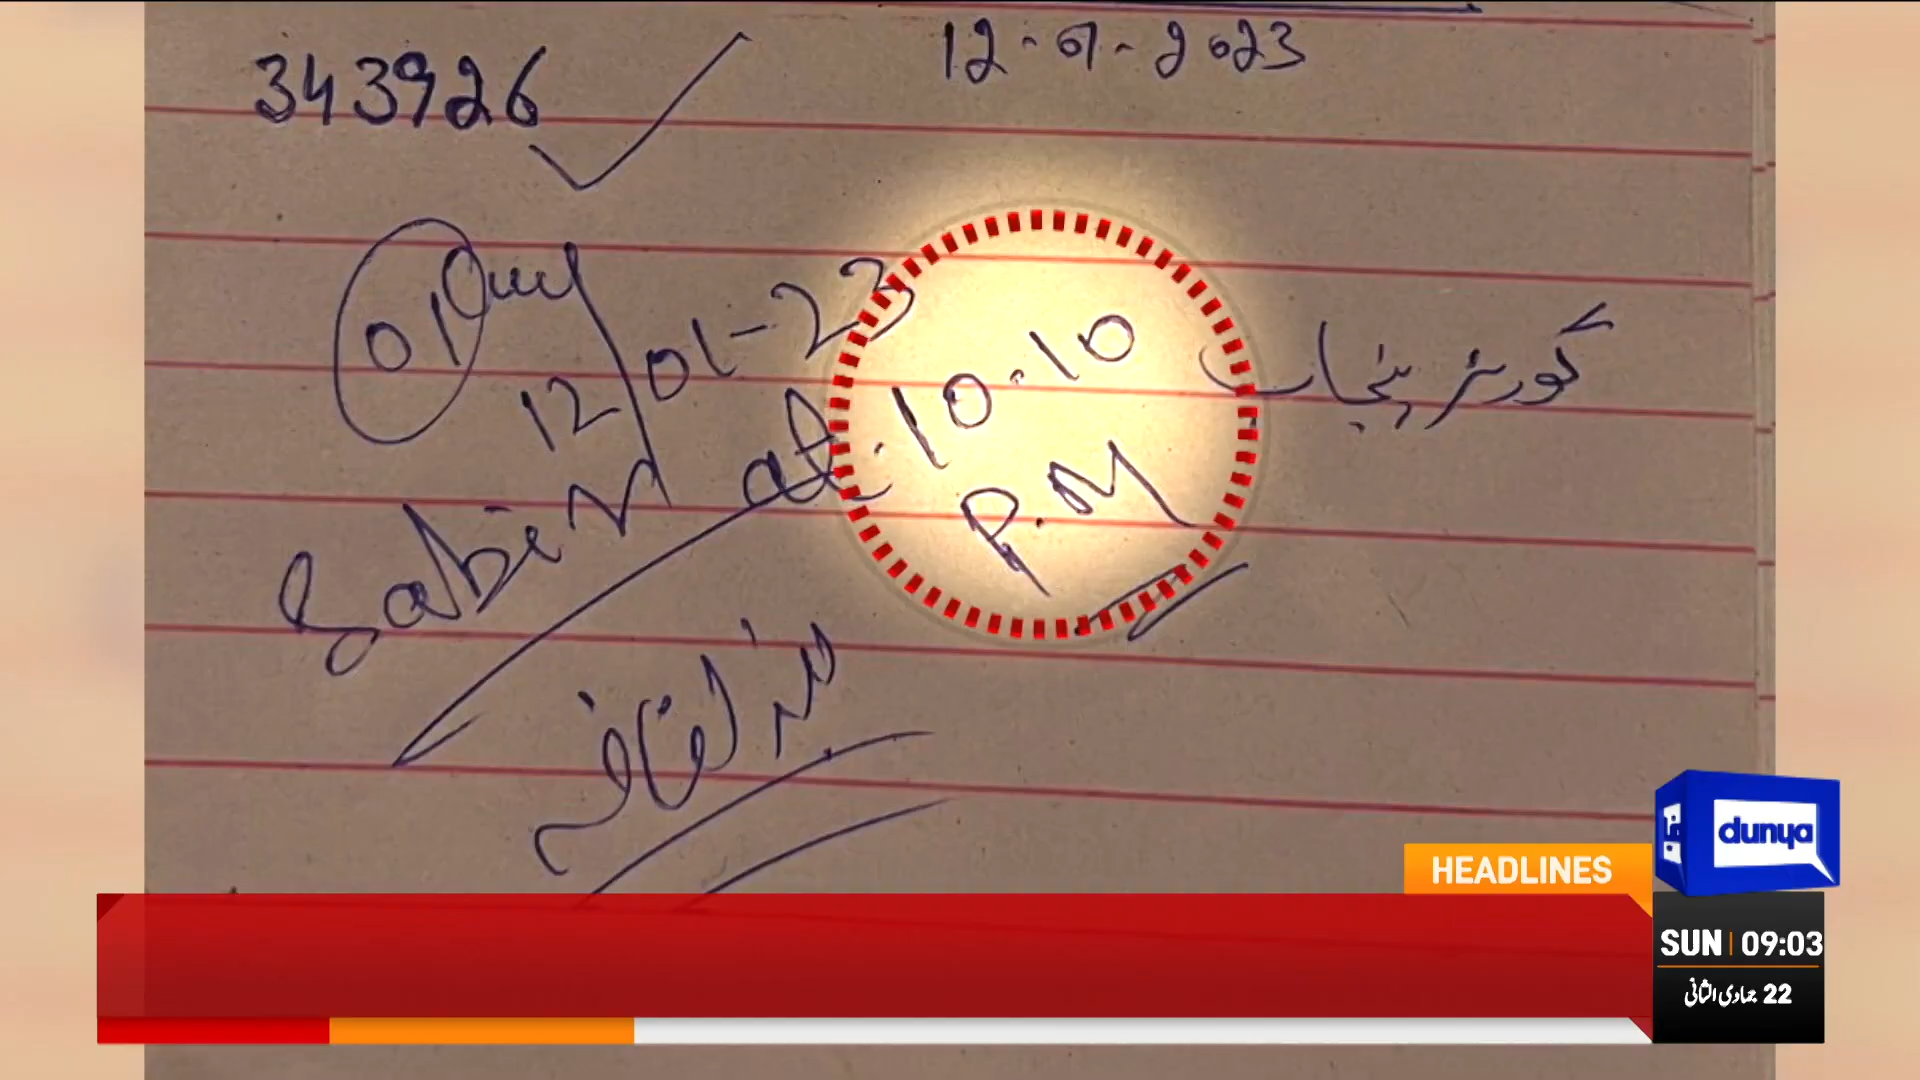 343926
12-01-2023
01
12 01-23
گورنر پنجاب
Sabir at. 10.10
P.M
HEADLINES
dunya
SUN 09:03
22 جمادی الثانی